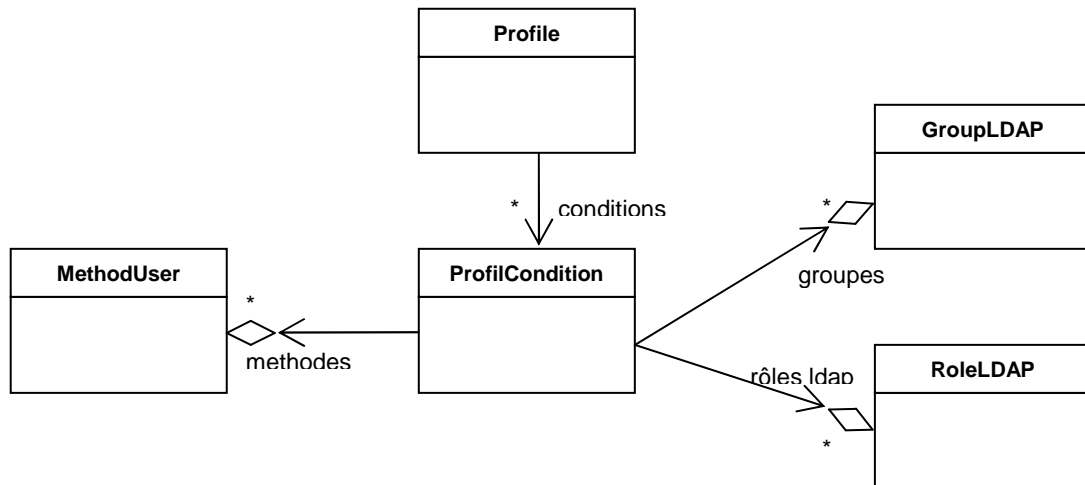 Profile
GroupLDAP
*
* conditions
MethodUser
ProfilCondition
groupes
*
methodes
rôles ldap
RoleLDAP
*